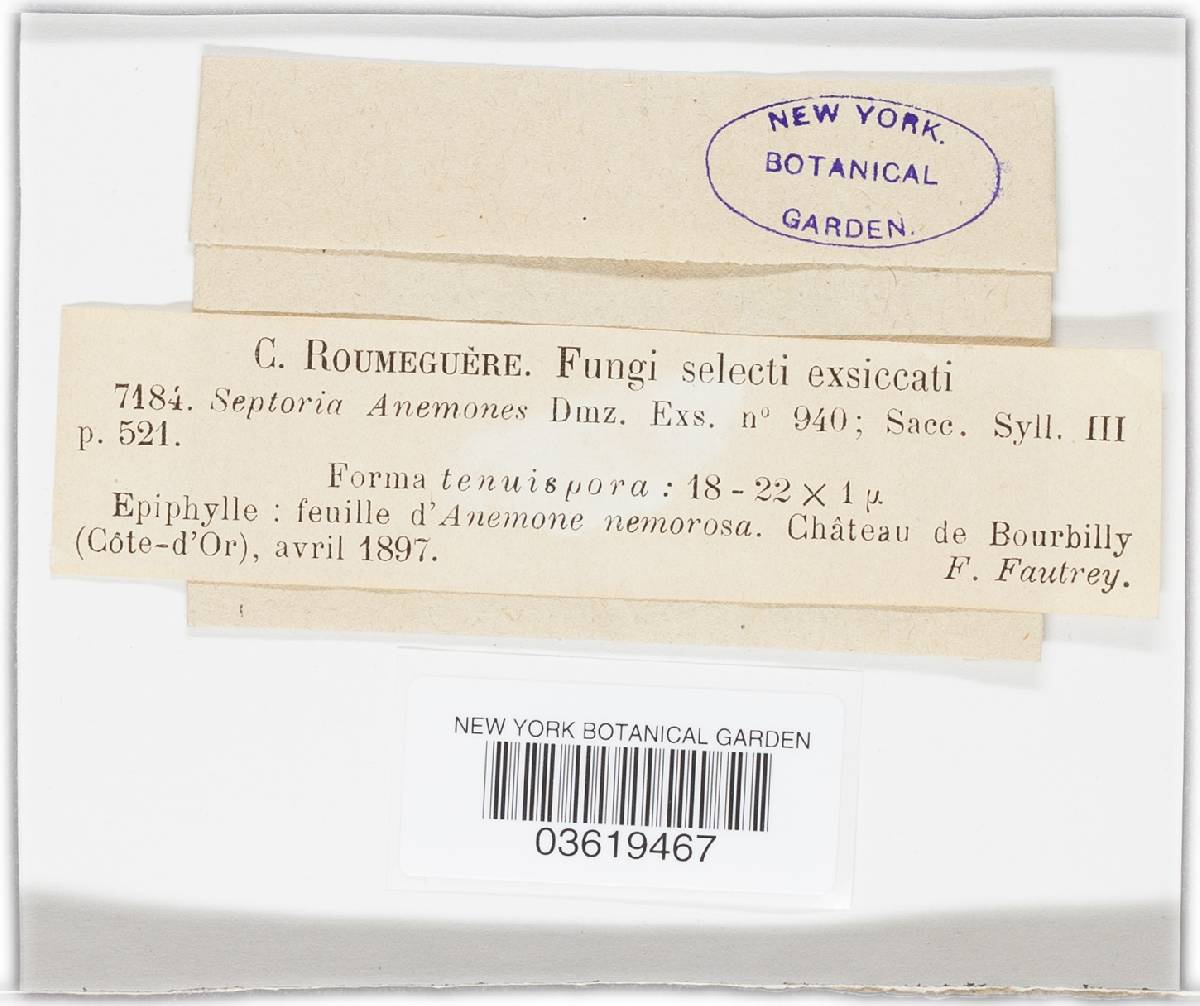 NEW YORK.
BOTANICAL
GARDEN.
C. ROUMEGUÈRE. Fungi selecti exsiccati
7184. Septoria Anemones Dmz. Exs. nº 940; Sacc. Syll. III
p. 521.
Forma tenuispora : 18 - 22 × 1 µ
Epiphylle : feuille d'Anemone nemorosa. Château de Bourbilly
(Côte-d'Or), avril 1897.
F. Fautrey.
NEW YORK BOTANICAL GARDEN
03619467